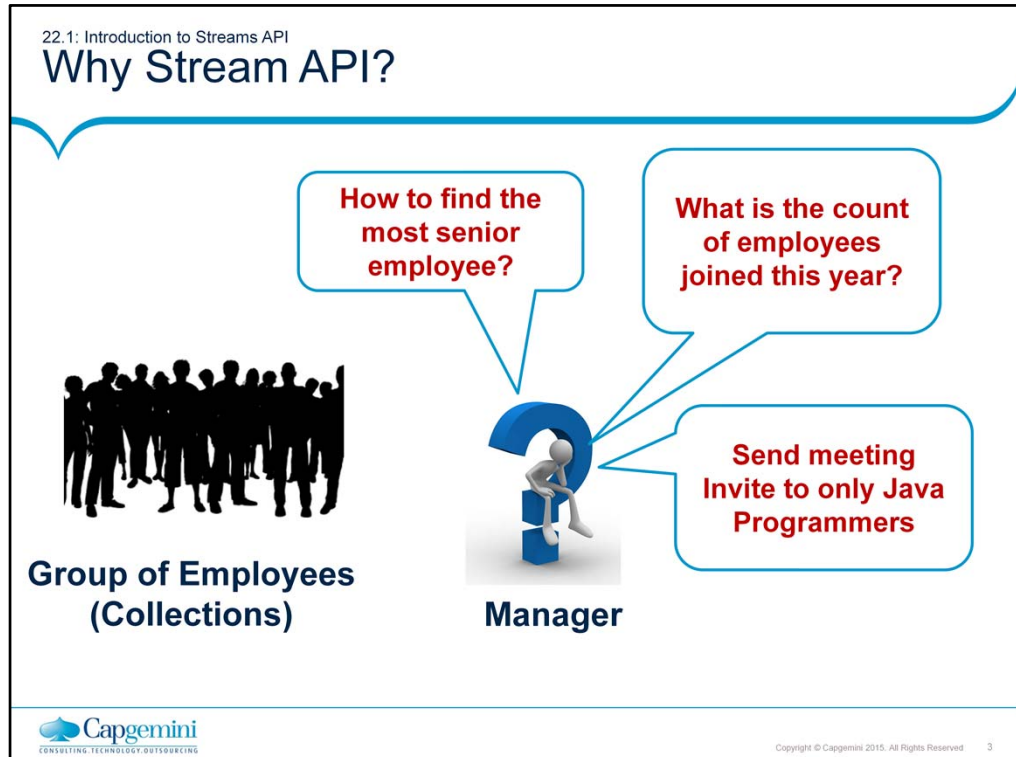 22.1: Introduction to Streams API
Why Stream API?
How to find the
most senior
employee?
What is the count
of employees
joined this year?
Send meeting
Invite to only Java
Programmers
Group of Employees
(Collections)
Manager
Capgemini
CONSULTING.TECHNOLOGY.OUTSOURCING
Copyright © Capgemini 2015. All Rights Reserved 3